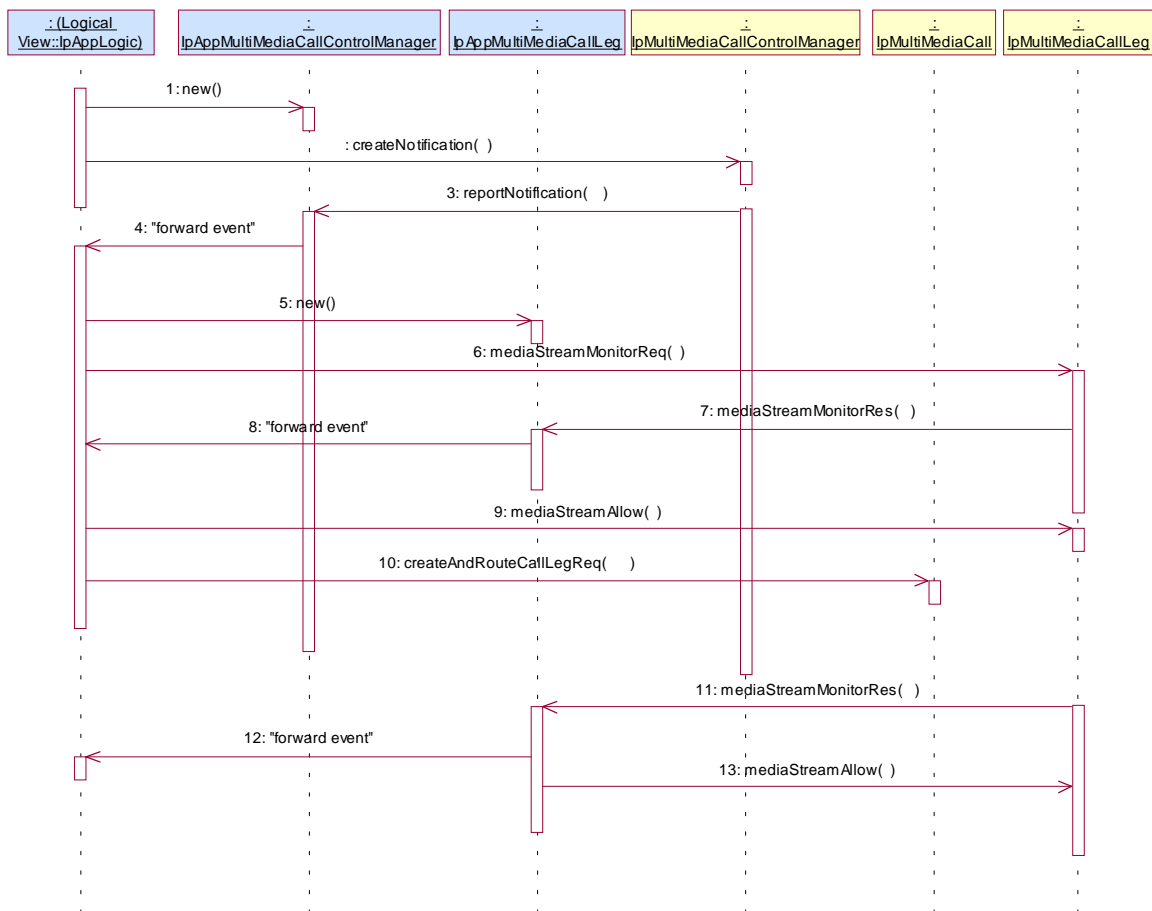 : (Logical
View::IpAppLogic)
:
IpAppMultiMediaCallControlManager
:
IpAppMultiMediaCallLeg
:
IpMultiMediaCallControlManager
:
IpMultiMediaCall
:
IpMultiMediaCallLeg
1: new()
: createNotification( )
3: reportNotification( )
4: "forward event"
5: new()
6: mediaStreamMonitorReq( )
7: mediaStreamMonitorRes( )
8: "forward event"
9: mediaStreamAllow( )
10: createAndRouteCallLegReq( )
11: mediaStreamMonitorRes( )
12: "forward event"
13: mediaStreamAllow( )